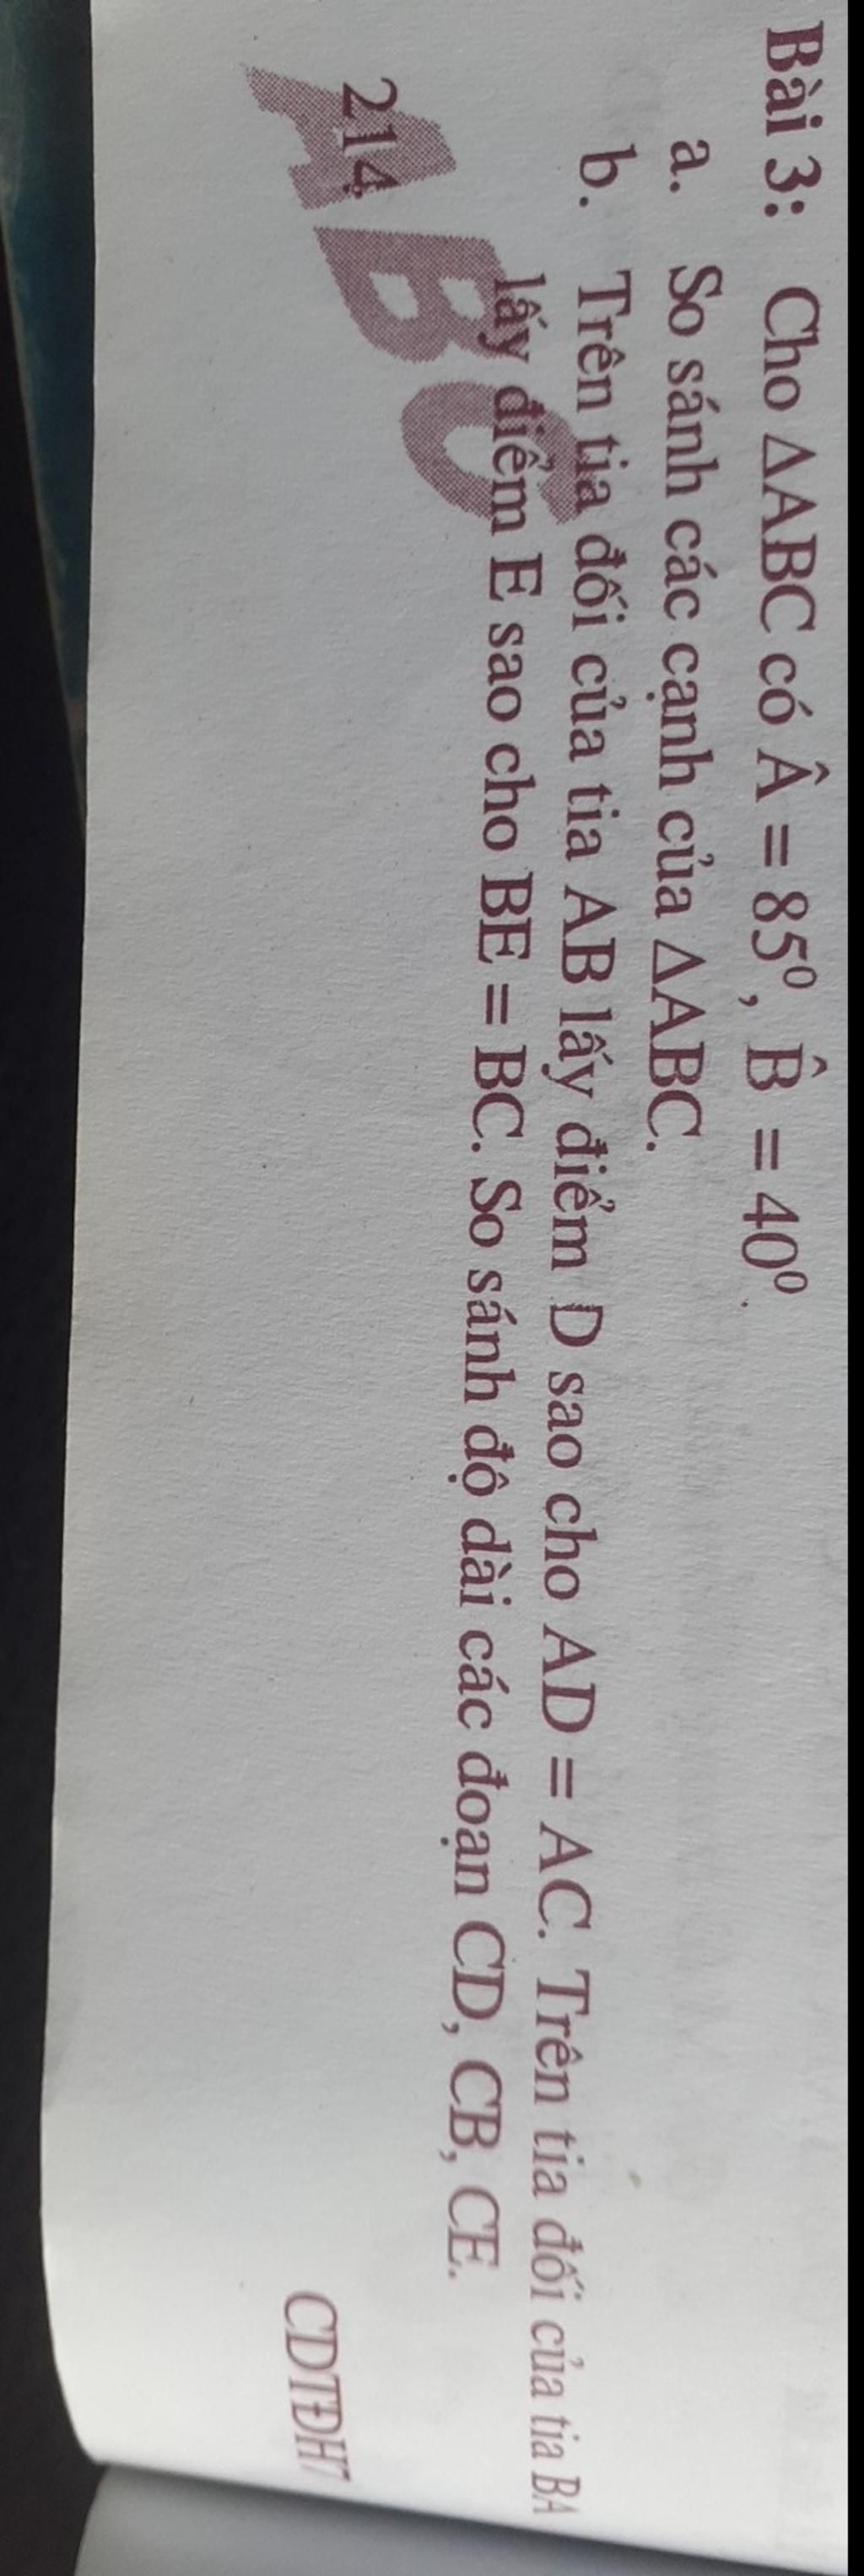 Bài 3: Cho ΔABC có Â = 85⁰, B̂ = 40⁰.
a. So sánh các cạnh của ΔABC.
b. Trên tia đối của tia AB lấy điểm D sao cho AD = AC. Trên tia đối của tia BA
lấy điểm E sao cho BE = BC. So sánh độ dài các đoạn CD, CB, CE.
ABC
214
CDTĐH7